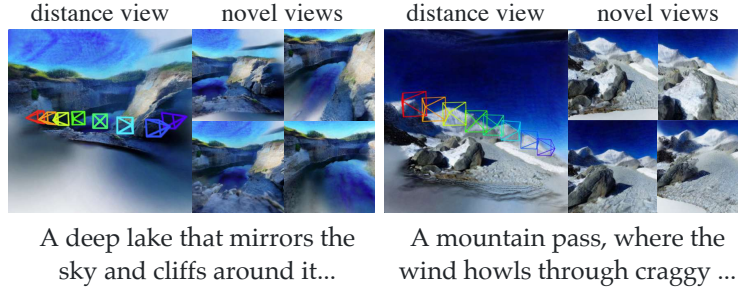 distance view novel views distance view novel views
A deep lake that mirrors the
sky and cliffs around it...
A mountain pass, where the
wind howls through craggy ...